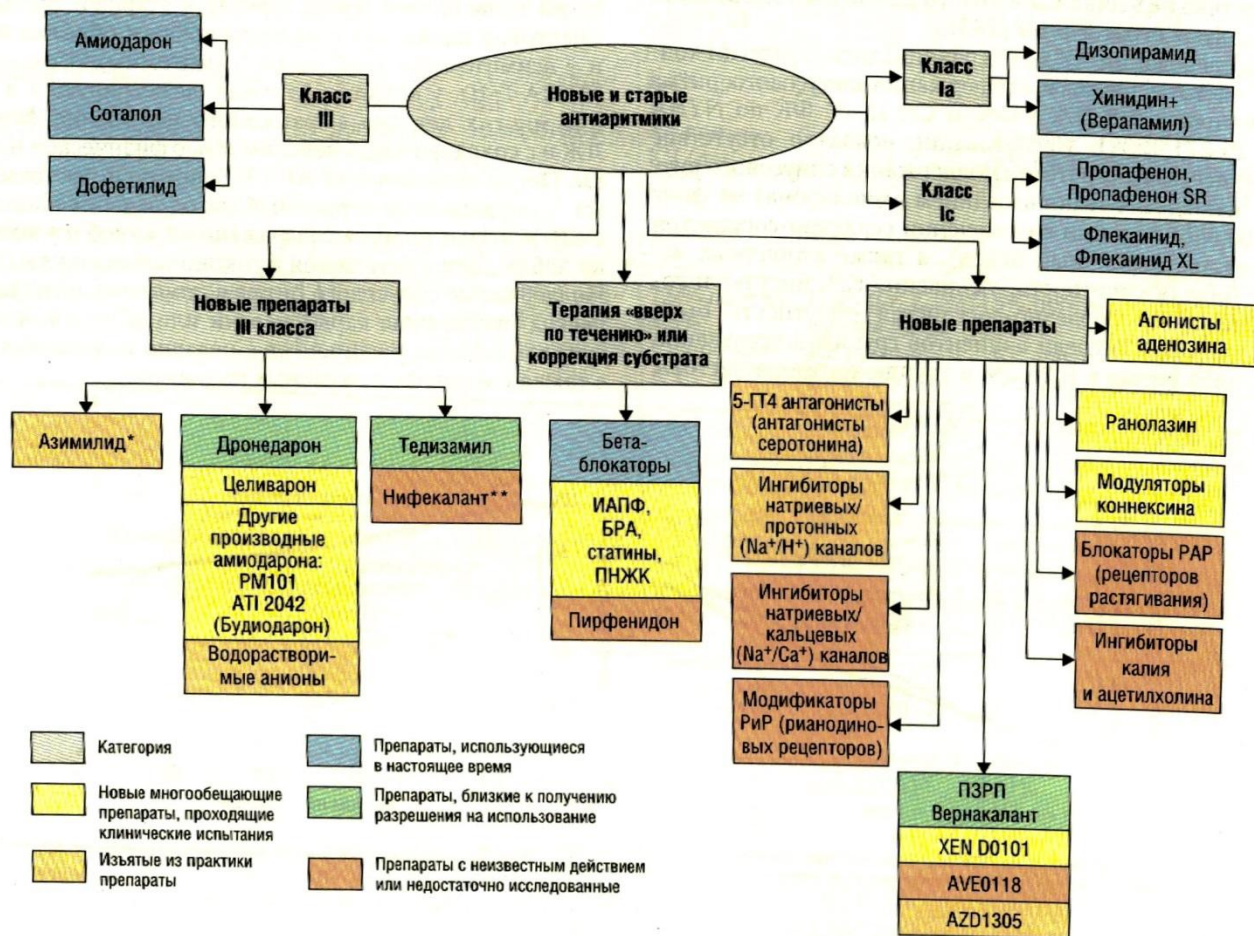 Амиодарон
Соталол
Дофетилид
Класс
III
Новые и старые
антиаритмики
Класс
Ia
Дизопирамид
Хинидин+
(Верапамил)
Класс
Ic
Пропафенон,
Пропафенон SR
Флекаинид,
Флекаинид XL
Новые препараты
III класса
Терапия «вверх
по течению» или
коррекция субстрата
Новые препараты
Агонисты
аденозина
Азимилид*
Дронедарон
Целиварон
Другие
производные
амиодарона:
PM101
ATI 2042
(Будиодарон)
Водораствори-
мые анионы
Тедизамил
Нифекалант**
Бета-
блокаторы
ИАПФ,
БРА,
статины,
ПНЖК
Пирфенидон
5-ГТ4 антагонисты
(антагонисты
серотонина)
Ингибиторы
натриевых/
протонных
(Na⁺/H⁺) каналов
Ингибиторы
натриевых/
кальцевых
(Na⁺/Ca⁺) каналов
Модификаторы
РиР (рианодино-
вых рецепторов)
Ранолазин
Модуляторы
коннексина
Блокаторы РАР
(рецепторов
растягивания)
Ингибиторы
калия
и ацетилхолина
ПЗРП
Вернакалант
XEN D0101
AVE0118
AZD1305
Категория
Новые многообещающие
препараты, проходящие
клинические испытания
Изъятые из практики
препараты
Препараты, использующиеся
в настоящее время
Препараты, близкие к получению
разрешения на использование
Препараты с неизвестным действием
или недостаточно исследованные